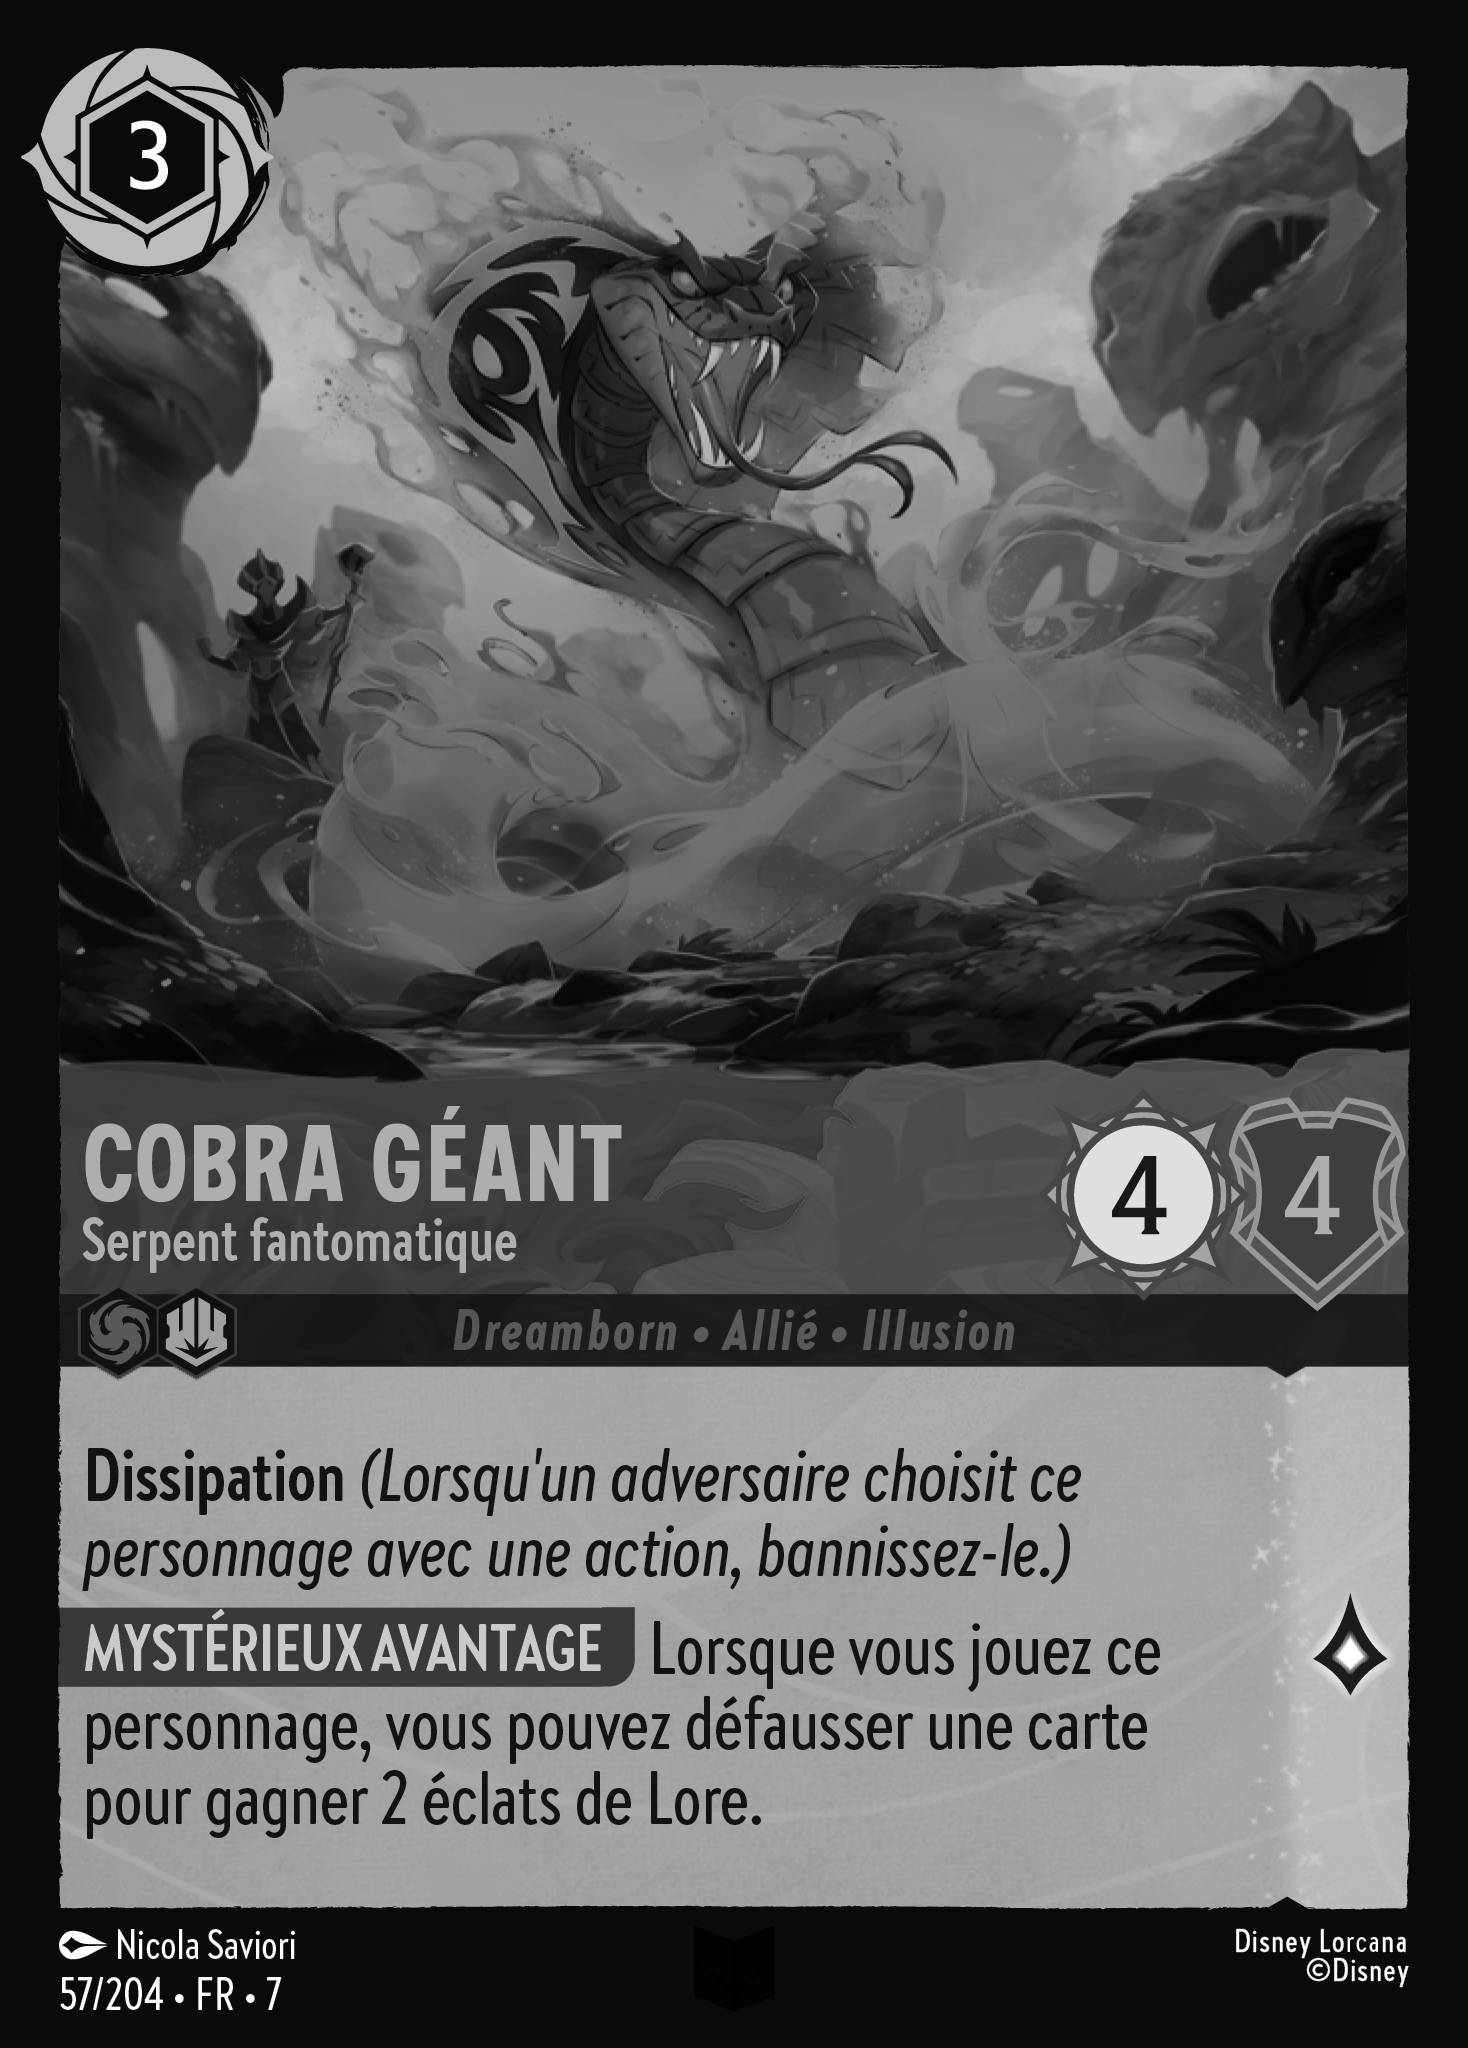 3
COBRA GÉANT
Serpent fantomatique
4
4
Dreamborn • Allié • Illusion
Dissipation (Lorsqu'un adversaire choisit ce
personnage avec une action, bannissez-le.)
MYSTÉRIEUX AVANTAGE Lorsque vous jouez ce
personnage, vous pouvez défausser une carte
pour gagner 2 éclats de Lore.
Nicola Saviori
57/204 • FR • 7
Disney Lorcana
©Disney